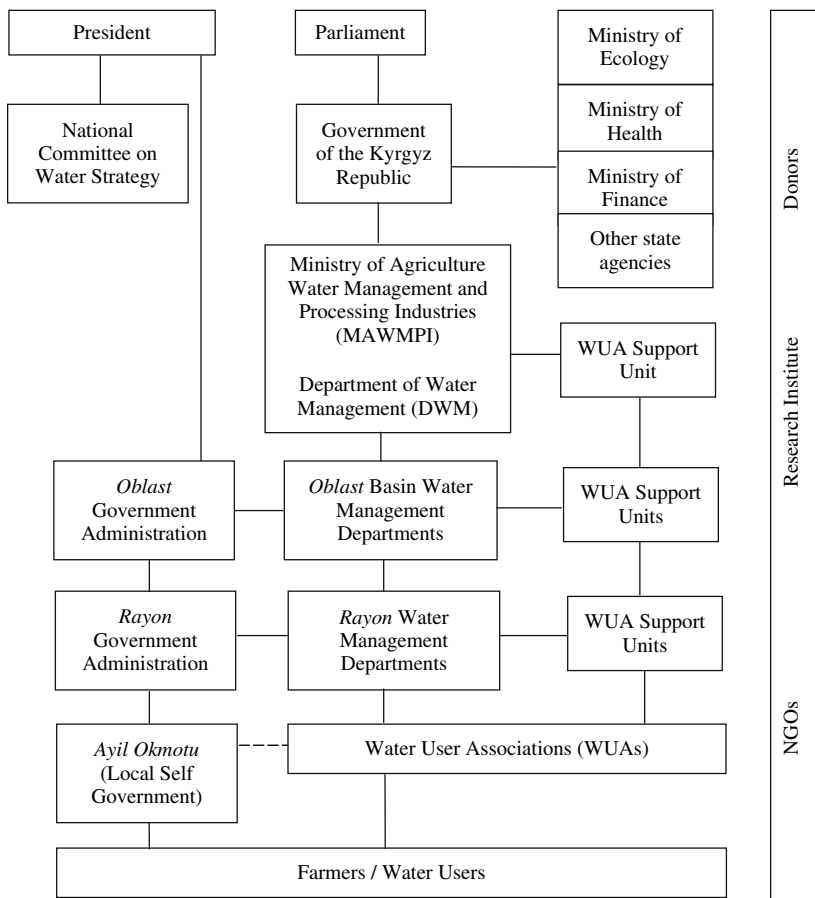 President
Parliament
Ministry of
Ecology
National
Committee on
Water Strategy
Government
of the Kyrgyz
Republic
Ministry of
Health
Ministry of
Finance
Other state
agencies
Ministry of Agriculture
Water Management and
Processing Industries
(MAWMPI)
Department of Water
Management (DWM)
WUA Support
Unit
Oblast
Government
Administration
Oblast Basin Water
Management
Departments
WUA Support
Units
Rayon
Government
Administration
Rayon Water
Management
Departments
WUA Support
Units
Ayil Okmotu
(Local Self
Government)
Water User Associations (WUAs)
Farmers / Water Users
Donors
Research Institute
NGOs